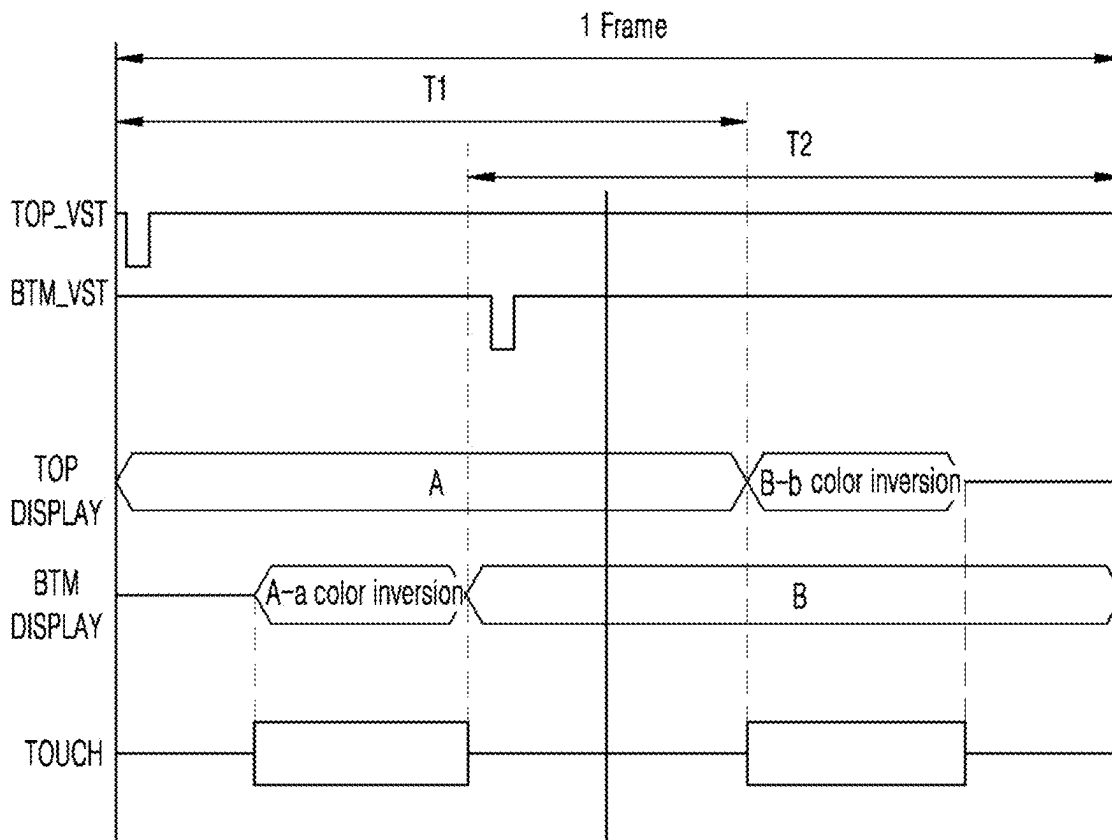 1 Frame
T1
T2
TOP_VST
BTM_VST
TOP
DISPLAY
A
B-b color inversion
BTM
DISPLAY
A-a color inversion
B
TOUCH